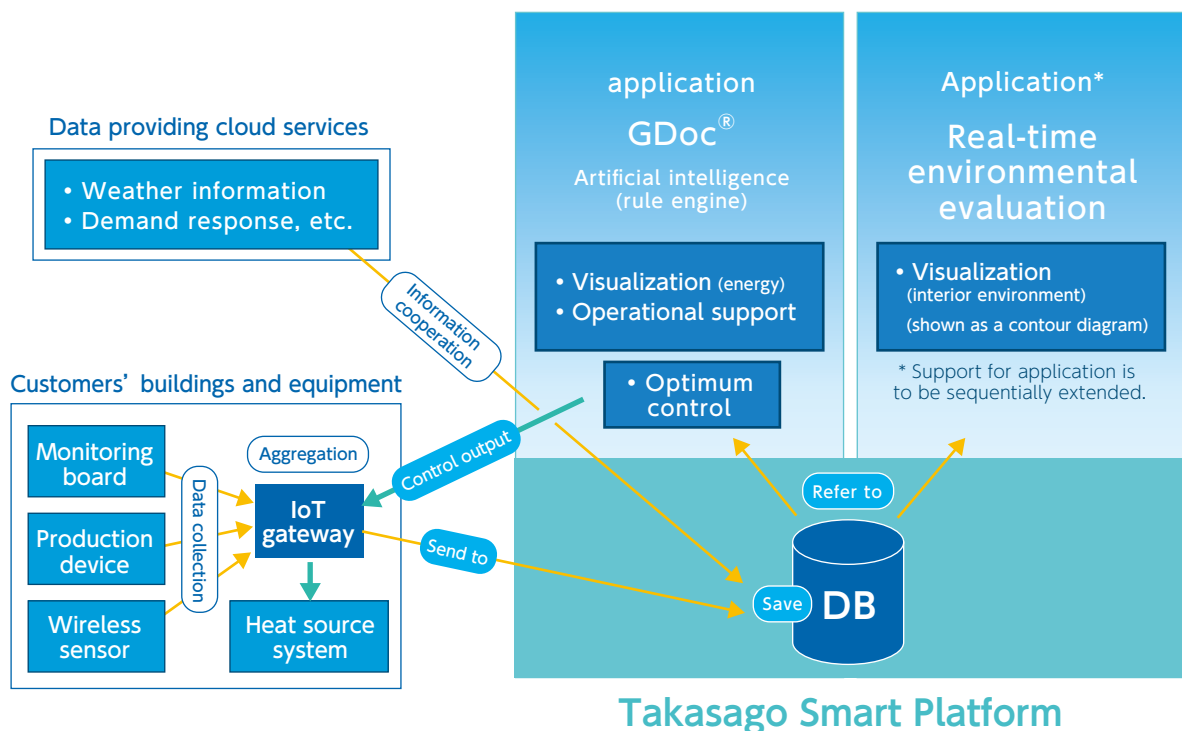 Data providing cloud services
• Weather information
• Demand response, etc.
Information
cooperation
Customers' buildings and equipment
Monitoring
board
Production
device
Wireless
sensor
Data collection
Aggregation
IoT
gateway
Heat source
system
Control output
Send to
application
GDoc®
Artificial intelligence
(rule engine)
• Visualization (energy)
• Operational support
• Optimum
control
Application*
Real-time
environmental
evaluation
• Visualization
(interior environment)
(shown as a contour diagram)
* Support for application is
to be sequentially extended.
Refer to
Save
DB
Takasago Smart Platform